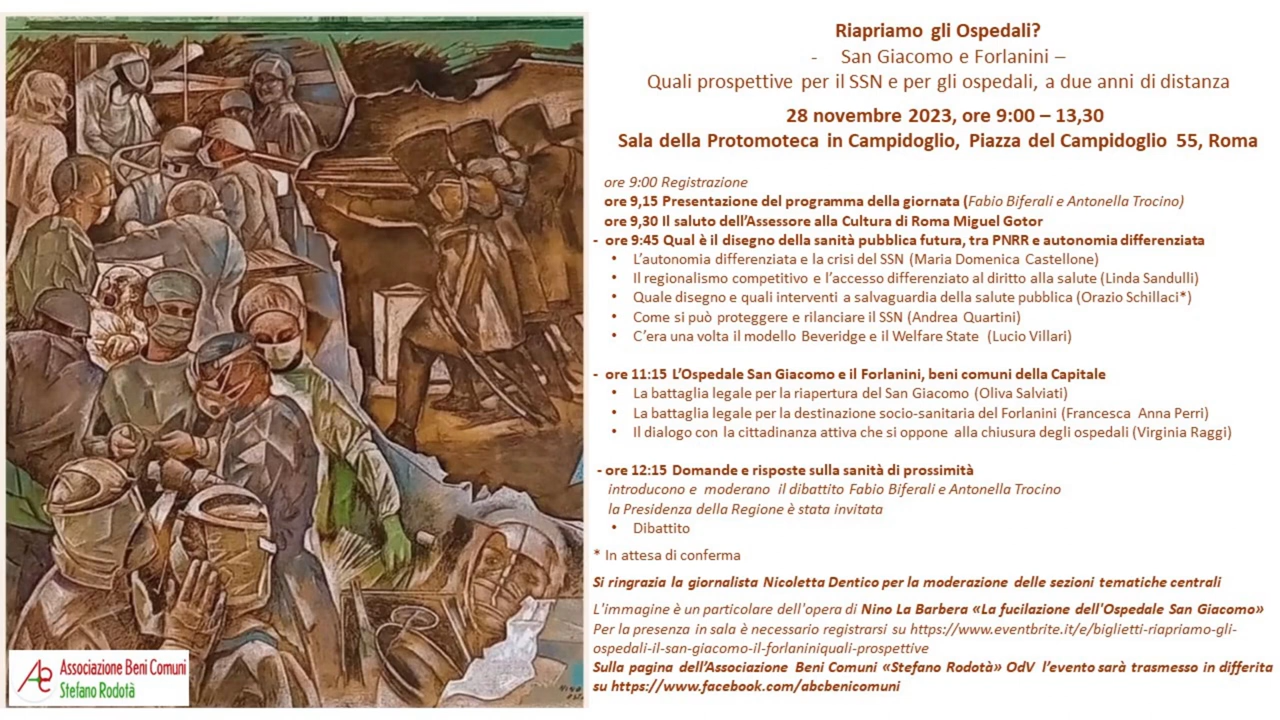 Riapriamo gli Ospedali?
- San Giacomo e Forlanini –
Quali prospettive per il SSN e per gli ospedali, a due anni di distanza
28 novembre 2023, ore 9:00 – 13,30
Sala della Protomoteca in Campidoglio, Piazza del Campidoglio 55, Roma
ore 9:00 Registrazione
ore 9,15 Presentazione del programma della giornata (Fabio Biferali e Antonella Trocino)
ore 9,30 Il saluto dell’Assessore alla Cultura di Roma Miguel Gotor
- ore 9:45 Qual è il disegno della sanità pubblica futura, tra PNRR e autonomia differenziata
• L’autonomia differenziata e la crisi del SSN (Maria Domenica Castellone)
• Il regionalismo competitivo e l’accesso differenziato al diritto alla salute (Linda Sandulli)
• Quale disegno e quali interventi a salvaguardia della salute pubblica (Orazio Schillaci*)
• Come si può proteggere e rilanciare il SSN (Andrea Quartini)
• C’era una volta il modello Beveridge e il Welfare State (Lucio Villari)
- ore 11:15 L’Ospedale San Giacomo e il Forlanini, beni comuni della Capitale
• La battaglia legale per la riapertura del San Giacomo (Oliva Salviati)
• La battaglia legale per la destinazione socio-sanitaria del Forlanini (Francesca Anna Perri)
• Il dialogo con la cittadinanza attiva che si oppone alla chiusura degli ospedali (Virginia Raggi)
- ore 12:15 Domande e risposte sulla sanità di prossimità
introducono e moderano il dibattito Fabio Biferali e Antonella Trocino
la Presidenza della Regione è stata invitata
• Dibattito
* In attesa di conferma
Si ringrazia la giornalista Nicoletta Dentico per la moderazione delle sezioni tematiche centrali
L'immagine è un particolare dell'opera di Nino La Barbera «La fucilazione dell'Ospedale San Giacomo»
Per la presenza in sala è necessario registrarsi su https://www.eventbrite.it/e/biglietti-riapriamo-gli-
ospedali-il-san-giacomo-il-forlaniniquali-prospettive
Sulla pagina dell’Associazione Beni Comuni «Stefano Rodotà» OdV l’evento sarà trasmesso in differita
su https://www.facebook.com/abcbenicomuni
Associazione Beni Comuni
Stefano Rodotà